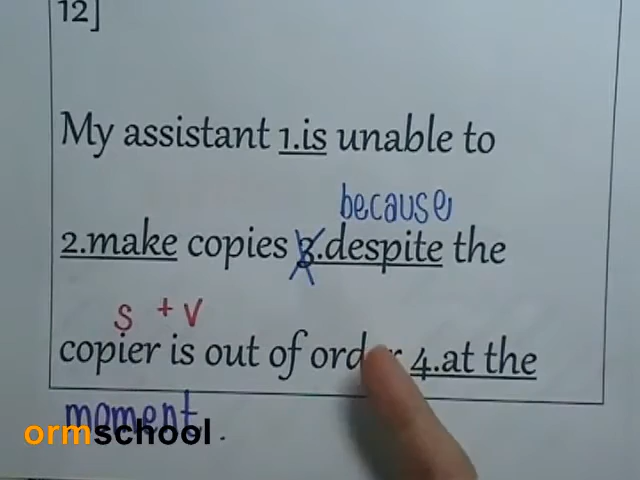 12]
My assistant 1.is unable to
because
2.make copies 3.despite the
s + v
copier is out of order 4.at the
moment.
ormschool